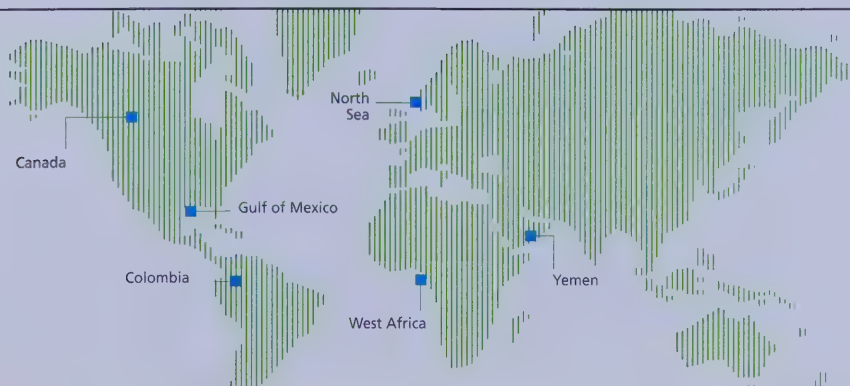 North
Sea
Canada
Gulf of Mexico
Colombia
Yemen
West Africa